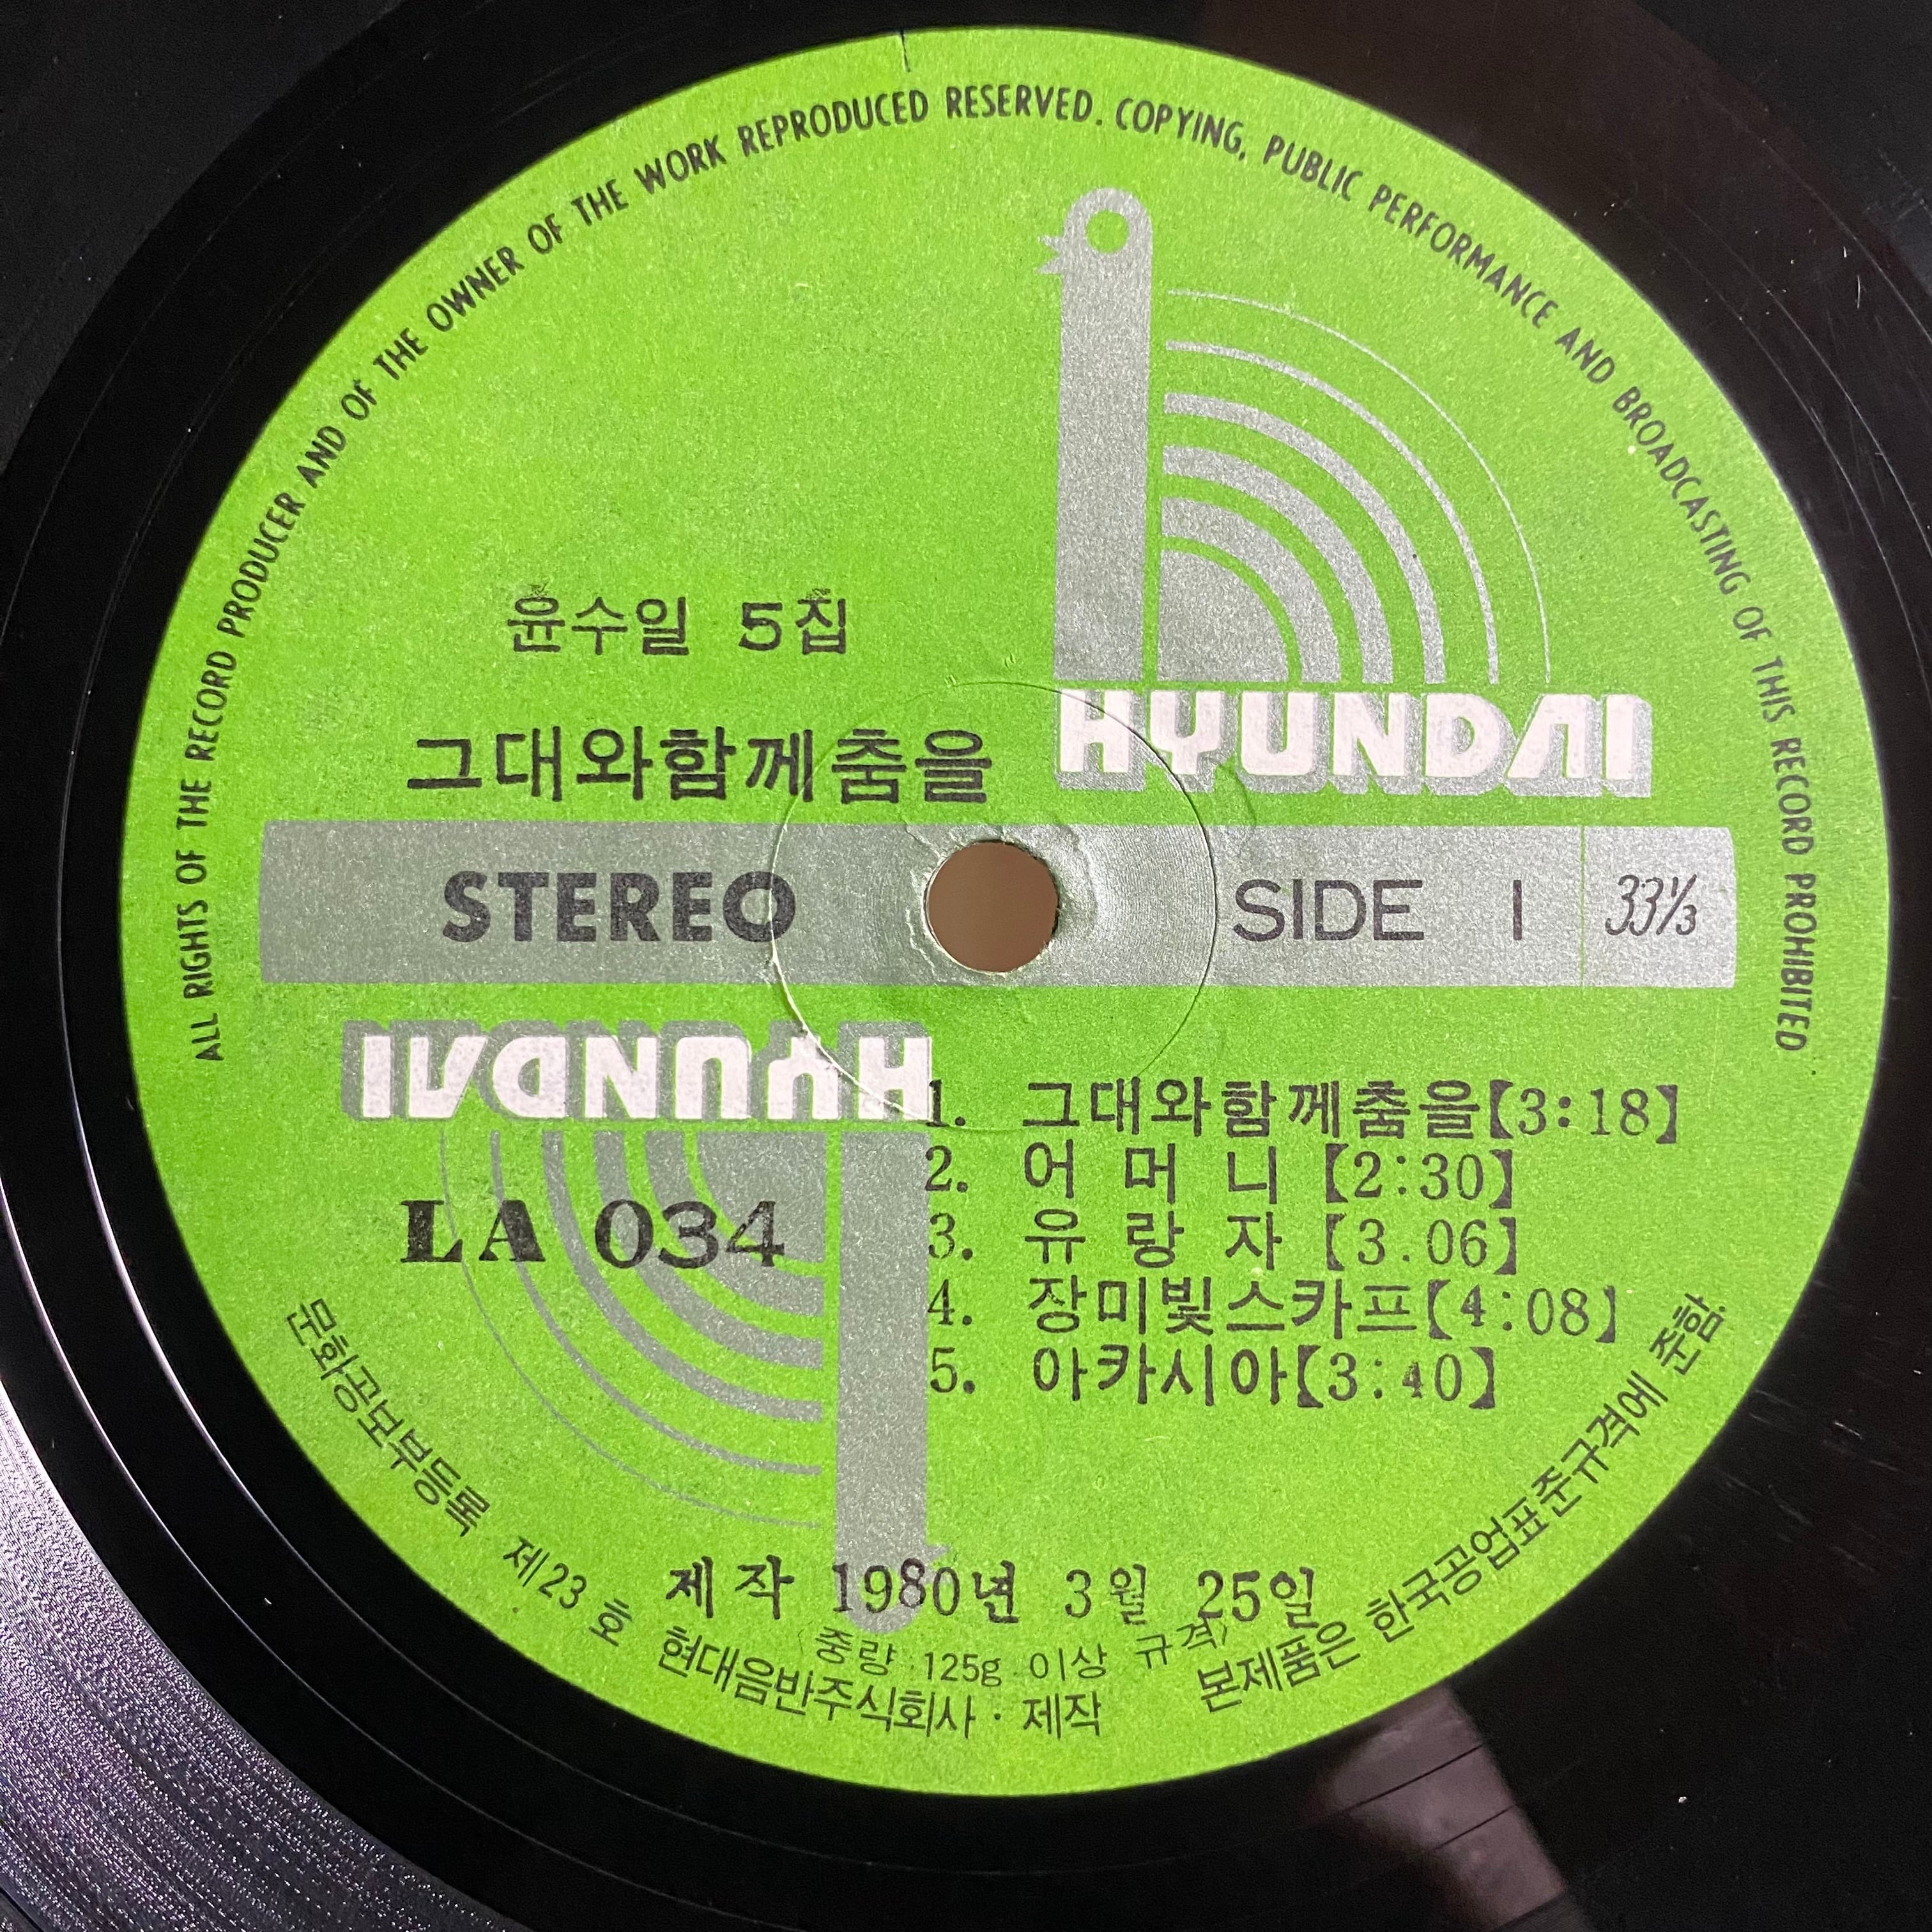 ALL RIGHTS OF THE RECORD PRODUCER AND OF THE OWNER OF THE WORK REPRODUCED RESERVED. COPYING, PUBLIC PERFORMANCE AND BROADCASTING OF THIS RECORD PROHIBITED
윤수일 5집
그대와함께춤을
HYUNDAI
STEREO
SIDE 1
33⅓
HYUNDAI
LA 034
1. 그대와함께춤을【3:18】
2. 어 머 니【2:30】
3. 유 랑 자【3.06】
4. 장미빛스카프【4:08】
5. 아카시아【3:40】
제작 1980년 3월 25일
〈중량 125g 이상 규격〉
문화공보부등록 제23호 현대음반주식회사·제작
본제품은 한국공업표준규격에 준함.